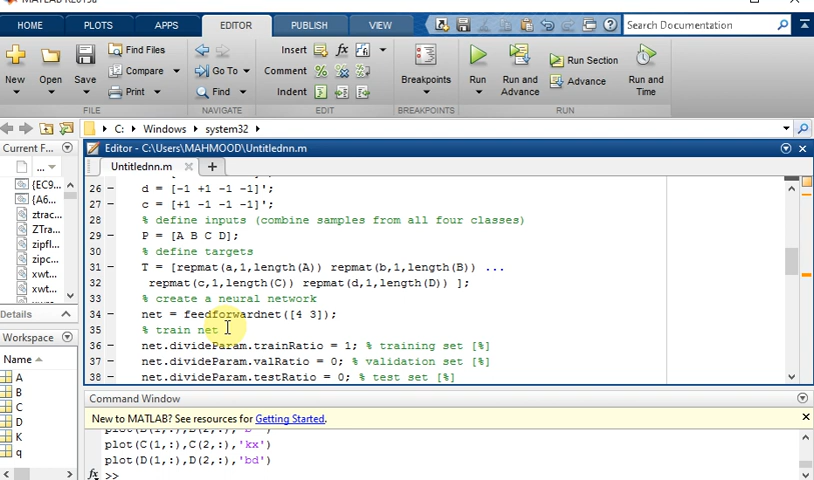 HOME PLOTS APPS EDITOR PUBLISH VIEW Search Documentation
New Open Save Find Files Compare Print Go To Find Insert fx Comment Indent Breakpoints Run Run and Advance Run Section Advance Run and Time
FILE NAVIGATE EDIT BREAKPOINTS RUN
C: Windows system32
Current F...
Editor - C:\Users\MAHMOOD\Untitlednn.m
Untitlednn.m
{EC9...
{A6...
ztrac...
ZTra...
zipfl...
zipc...
xwt...
xwt...
Details
Workspace
Name
A
B
C
D
K
q
26 d = [-1 +1 -1 -1]';
27 c = [+1 -1 -1 -1]';
28 % define inputs (combine samples from all four classes)
29 P = [A B C D];
30 % define targets
31 T = [repmat(a,1,length(A)) repmat(b,1,length(B)) ...
32 repmat(c,1,length(C)) repmat(d,1,length(D)) ];
33 % create a neural network
34 net = feedforwardnet([4 3]);
35 % train net
36 net.divideParam.trainRatio = 1; % training set [%]
37 net.divideParam.valRatio = 0; % validation set [%]
38 net.divideParam.testRatio = 0; % test set [%]
Command Window
New to MATLAB? See resources for Getting Started.
plot(C(1,:),C(2,:),'kx')
plot(D(1,:),D(2,:),'bd')
fx >>